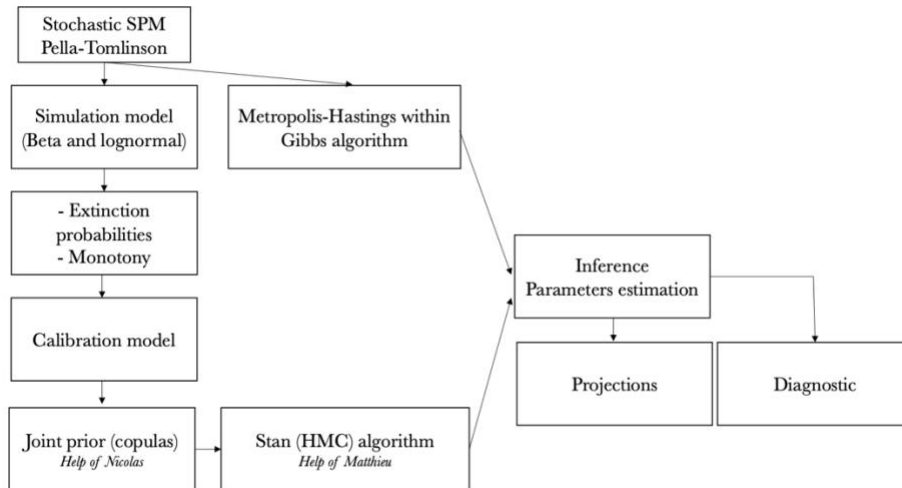 Stochastic SPM
Pella-Tomlinson
Simulation model
(Beta and lognormal)
Metropolis-Hastings within
Gibbs algorithm
- Extinction
probabilities
- Monotony
Inference
Parameters estimation
Calibration model
Projections
Diagnostic
Joint prior (copulas)
Help of Nicolas
Stan (HMC) algorithm
Help of Matthieu